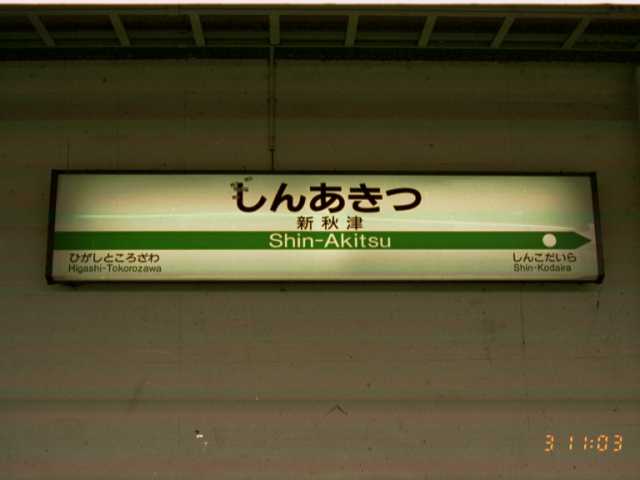 しんあきつ
新秋津
Shin-Akitsu
ひがしところざわ
Higashi-Tokorozawa
しんこだいら
Shin-Kodaira
3 11:03